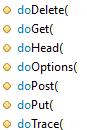 doDelete(
doGet(
doHead(
doOptions(
doPost(
doPut(
doTrace(